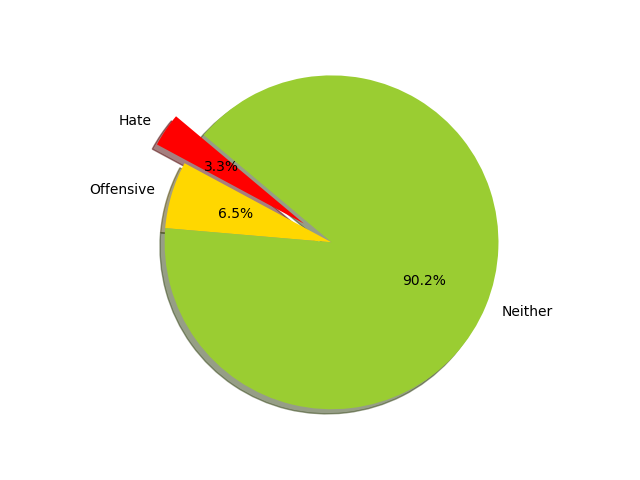 Hate
3.3%
Offensive
6.5%
90.2%
Neither